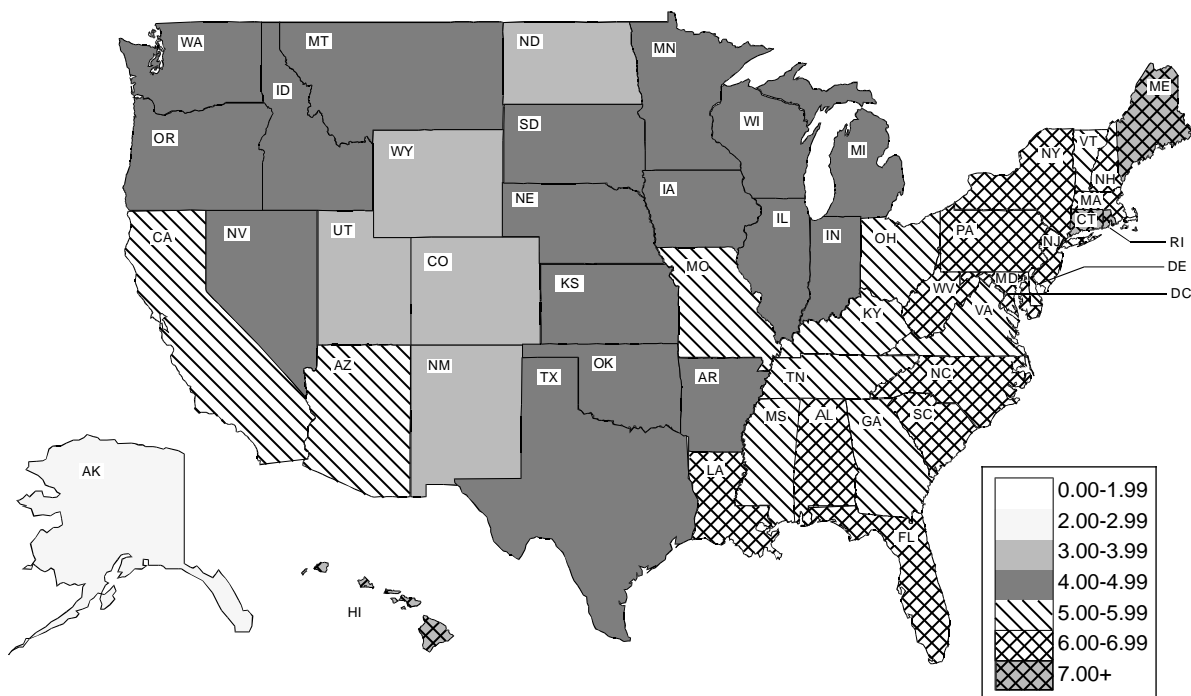 WA
MT
ND
MN
ID
OR
SD
WI
MI
WY
NY
VT
ME
NH
MA
CT
RI
IA
NE
CA
NV
UT
CO
IL
IN
OH
PA
NJ
DE
MO
KS
WV
MD
DC
VA
KY
AZ
NM
TX
OK
AR
TN
NC
SC
MS
AL
GA
LA
FL
AK
HI
0.00-1.99
2.00-2.99
3.00-3.99
4.00-4.99
5.00-5.99
6.00-6.99
7.00+